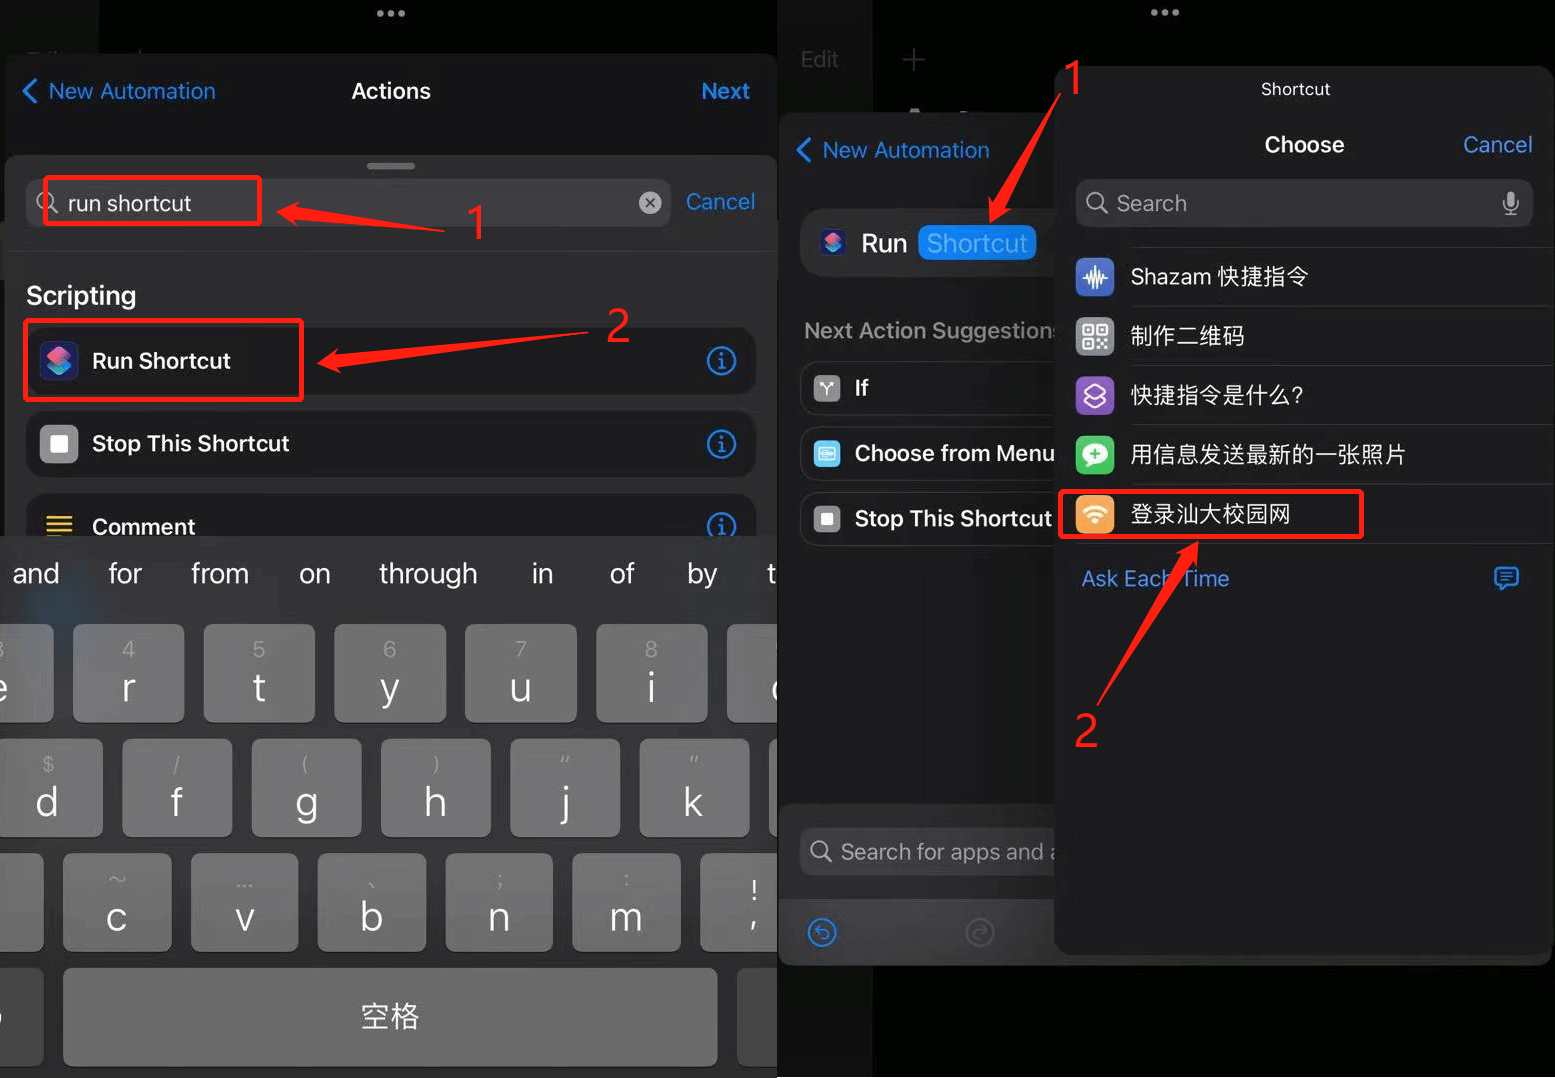 New Automation
Actions
Next
run shortcut
Cancel
1
Scripting
Run Shortcut
2
Stop This Shortcut
Comment
and for from on through in of by t
4 5 6 7 8
e r t y u i
$ / ( ) “ ”
d f g h j k
～ … 、 ; : !
c v b n m ,
空格
Edit
1
New Automation
Run Shortcut
Next Action Suggestions
If
Choose from Menu
Stop This Shortcut
Search for apps and a
Shortcut
Choose
Cancel
Search
Shazam 快捷指令
制作二维码
快捷指令是什么?
用信息发送最新的一张照片
登录汕大校园网
Ask Each Time
2